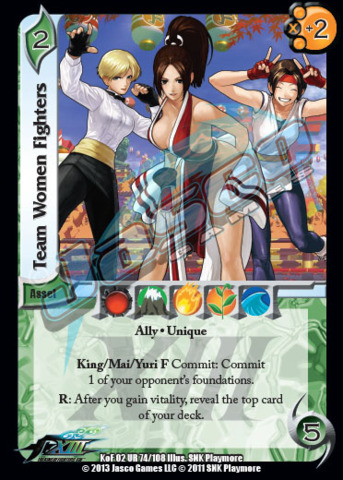 2
X +2
Team Women Fighters
Asset
Ally • Unique
King/Mai/Yuri F Commit: Commit
1 of your opponent's foundations.
R: After you gain vitality, reveal the top card
of your deck.
5
XIII
KoF.02 UR 74/108 Illus. SNK Playmore
© 2013 Jasco Games LLC © 2011 SNK Playmore